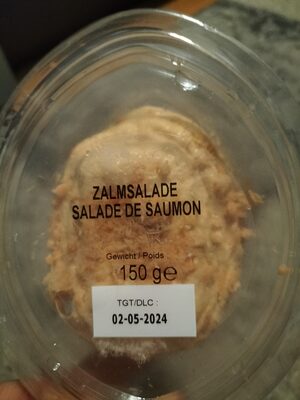 ZALMSALADE
SALADE DE SAUMON
Gewicht / Poids
150 g℮
TGT/DLC :
02-05-2024